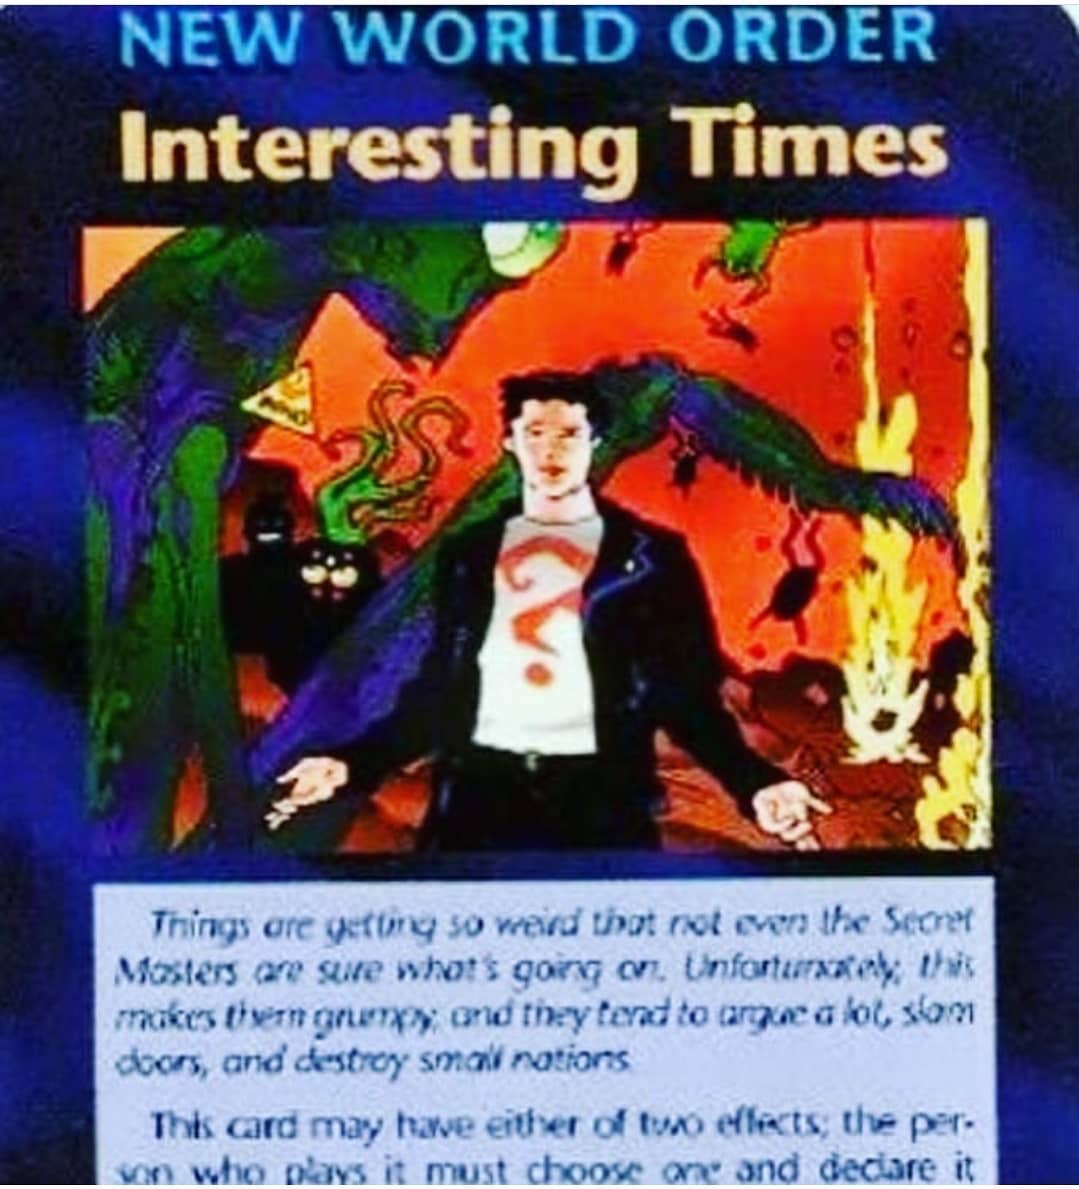 NEW WORLD ORDER
Interesting Times
Things are getting so weird that not even the Secret
Masters are sure what's going on. Unfortunately, this
makes them grumpy, and they tend to argue a lot, slam
doors, and destroy small nations.
This card may have either of two effects; the per-
son who plays it must choose one and declare it